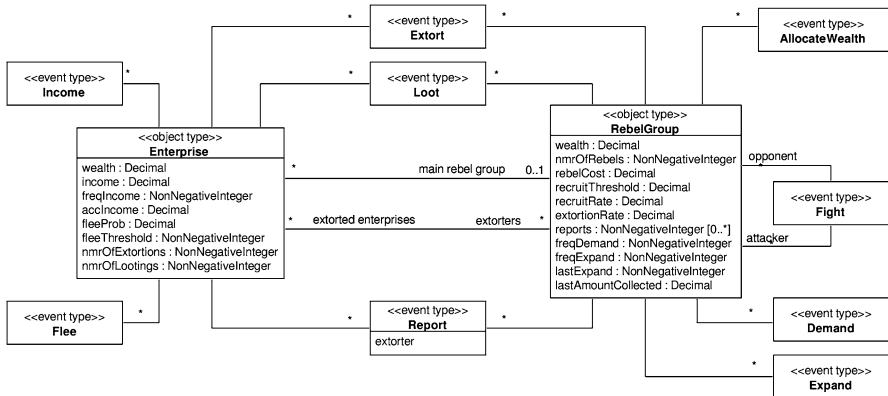 <<event type>>
Extort
<<event type>>
AllocateWealth
<<event type>>
Income
<<event type>>
Loot
<<object type>>
Enterprise
wealth : Decimal
income : Decimal
freqIncome : NonNegativeInteger
accIncome : Decimal
fleeProb : Decimal
fleeThreshold : NonNegativeInteger
nmrOfExtortions : NonNegativeInteger
nmrOfLootings : NonNegativeInteger
* main rebel group 0..1
* extorted enterprises extorters *
<<object type>>
RebelGroup
wealth : Decimal
nmrOfRebels : NonNegativeInteger
rebelCost : Decimal
recruitThreshold : Decimal
recruitRate : Decimal
extortionRate : Decimal
reports : NonNegativeInteger [0..*]
freqDemand : NonNegativeInteger
freqExpand : NonNegativeInteger
lastExpand : NonNegativeInteger
lastAmountCollected : Decimal
opponent
*
<<event type>>
Fight
attacker
*
<<event type>>
Flee
<<event type>>
Report
extorter
<<event type>>
Demand
<<event type>>
Expand